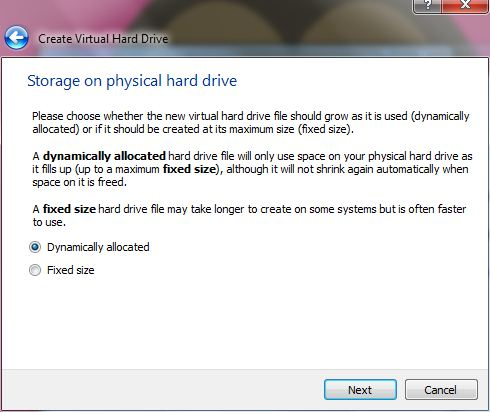 ?
Create Virtual Hard Drive
Storage on physical hard drive
Please choose whether the new virtual hard drive file should grow as it is used (dynamically
allocated) or if it should be created at its maximum size (fixed size).
A dynamically allocated hard drive file will only use space on your physical hard drive as
it fills up (up to a maximum fixed size), although it will not shrink again automatically when
space on it is freed.
A fixed size hard drive file may take longer to create on some systems but is often faster
to use.
Dynamically allocated
Fixed size
Next Cancel